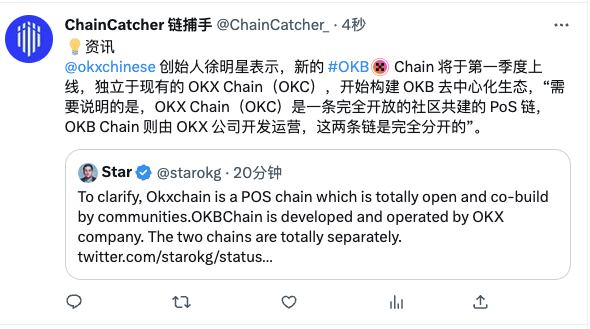 ChainCatcher 链捕手 @ChainCatcher_ · 4秒
资讯
@okxchinese 创始人徐明星表示，新的 #OKB Chain 将于第一季度上
线，独立于现有的 OKX Chain（OKC），开始构建 OKB 去中心化生态，“需
要说明的是，OKX Chain（OKC）是一条完全开放的社区共建的 PoS 链，
OKB Chain 则由 OKX 公司开发运营，这两条链是完全分开的”。
Star @starokg · 20分钟
To clarify, Okxchain is a POS chain which is totally open and co-build
by communities.OKBChain is developed and operated by OKX
company. The two chains are totally separately.
twitter.com/starokg/status...